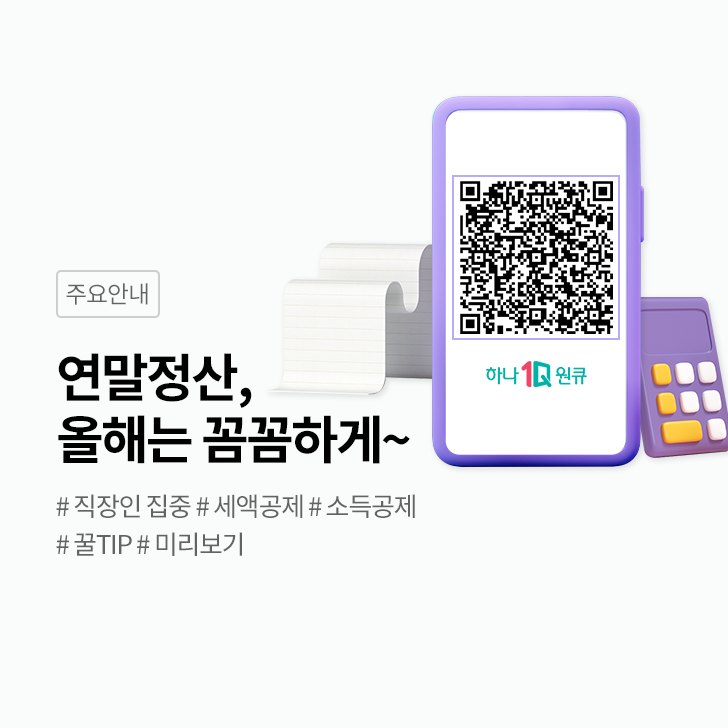 주요안내
연말정산,
올해는 꼼꼼하게~
# 직장인 집중 # 세액공제 # 소득공제
# 꿀TIP # 미리보기
하나 1Q 원큐